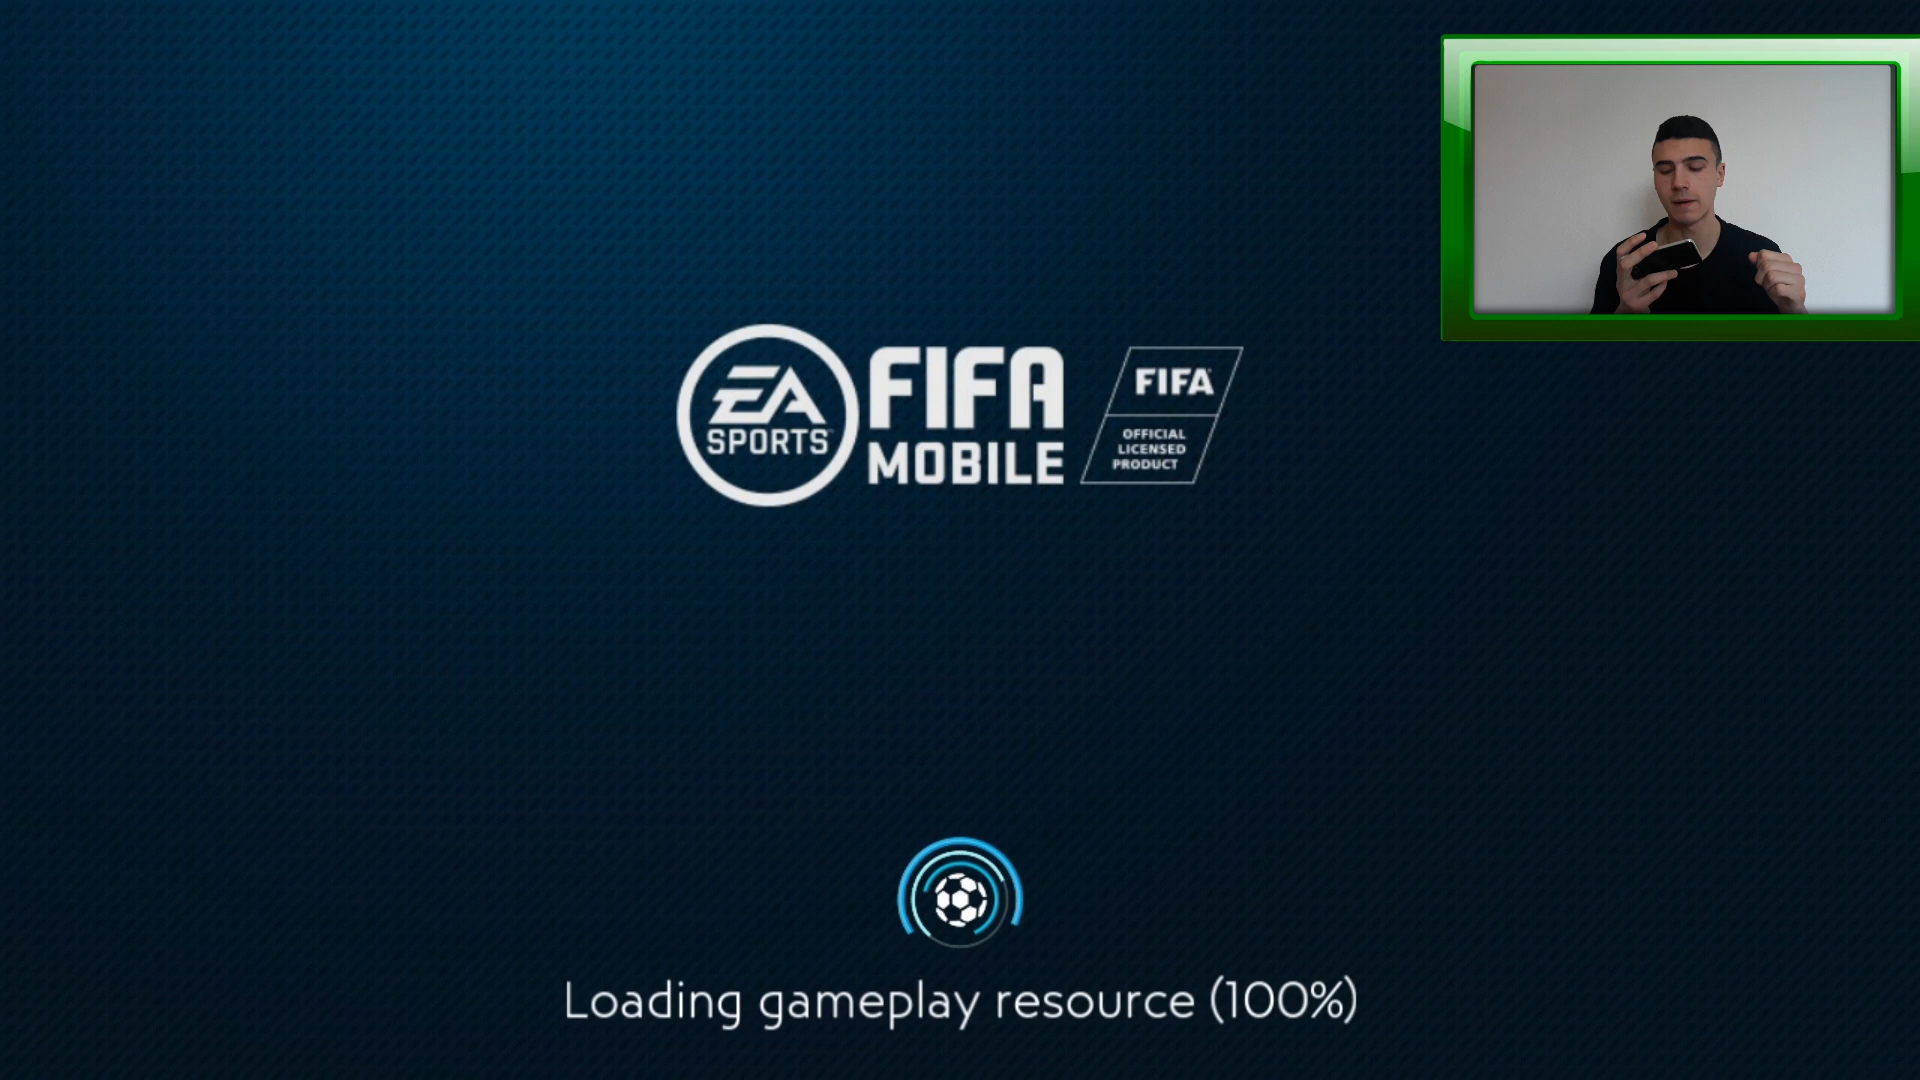 EA
SPORTS
FIFA
MOBILE
FIFA
OFFICIAL
LICENSED
PRODUCT
Loading gameplay resource (100%)